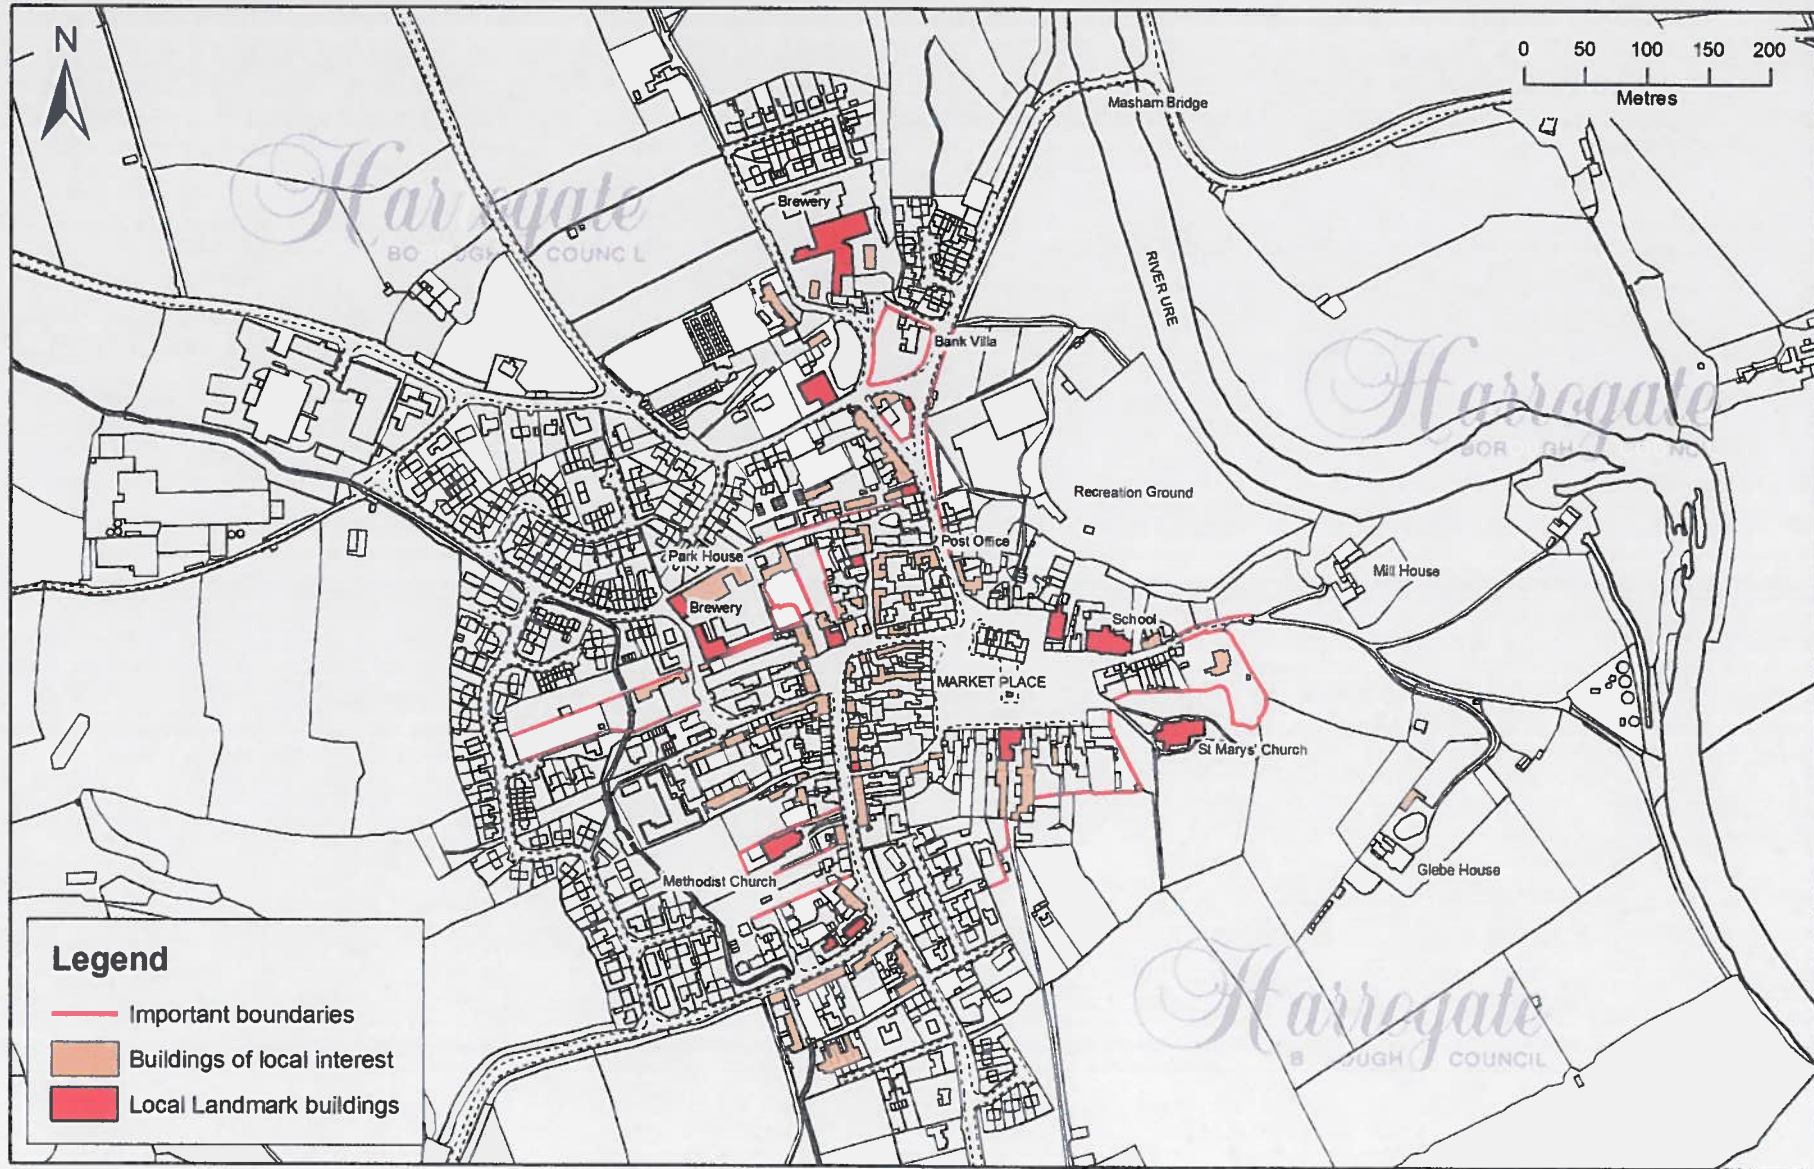 N
0 50 100 150 200
Metres
Masham Bridge
Harrogate
BOROUGH COUNCIL
Brewery
RIVER URE
Bank Villa
Harrogate
Recreation Ground
Post Office
Park House
Mill House
Brewery
School
MARKET PLACE
St Marys' Church
Methodist Church
Glebe House
Harrogate
COUNCIL
Legend
Important boundaries
Buildings of local interest
Local Landmark buildings